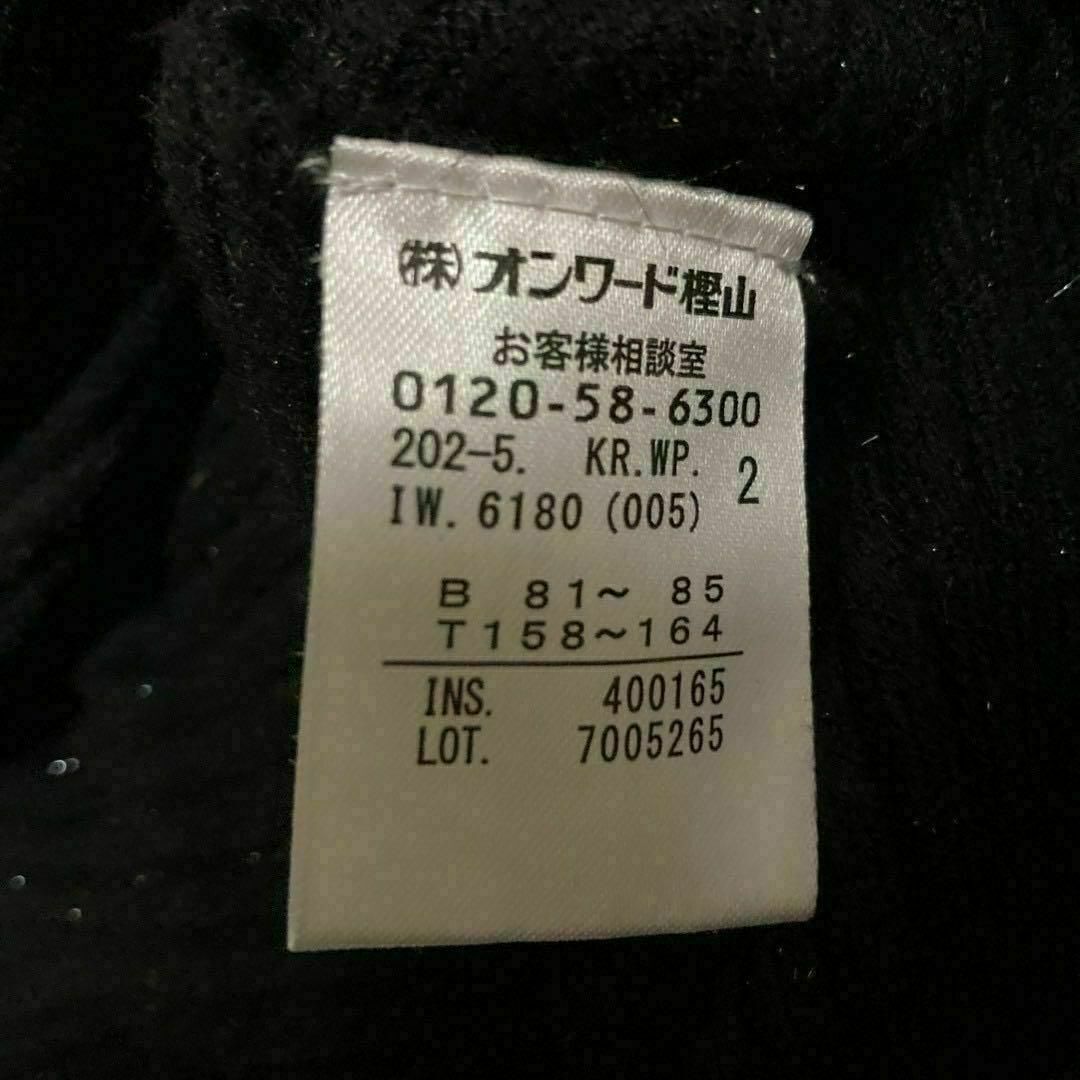 ㈱オンワード樫山
お客様相談室
0120-58-6300
202-5. KR.WP. 2
IW. 6180 (005)
B 81～ 85
T158～164
INS. 400165
LOT. 7005265